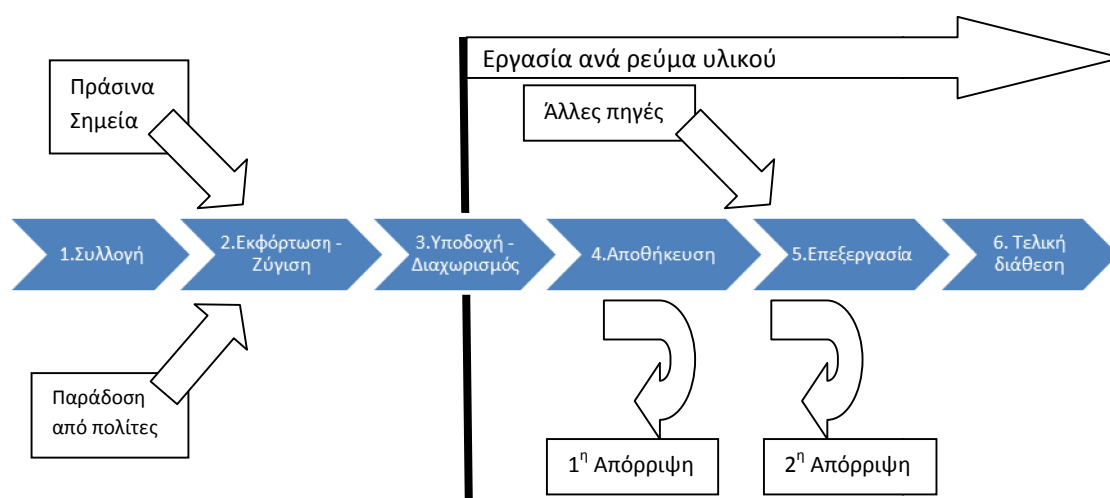 Εργασία ανά ρεύμα υλικού
Πράσινα
Σημεία
Άλλες πηγές
1.Συλλογή
2.Εκφόρτωση -
Ζύγιση
3.Υποδοχή -
Διαχωρισμός
4.Αποθήκευση
5.Επεξεργασία
6. Τελική
διάθεση
Παράδοση
από πολίτες
1η Απόρριψη
2η Απόρριψη